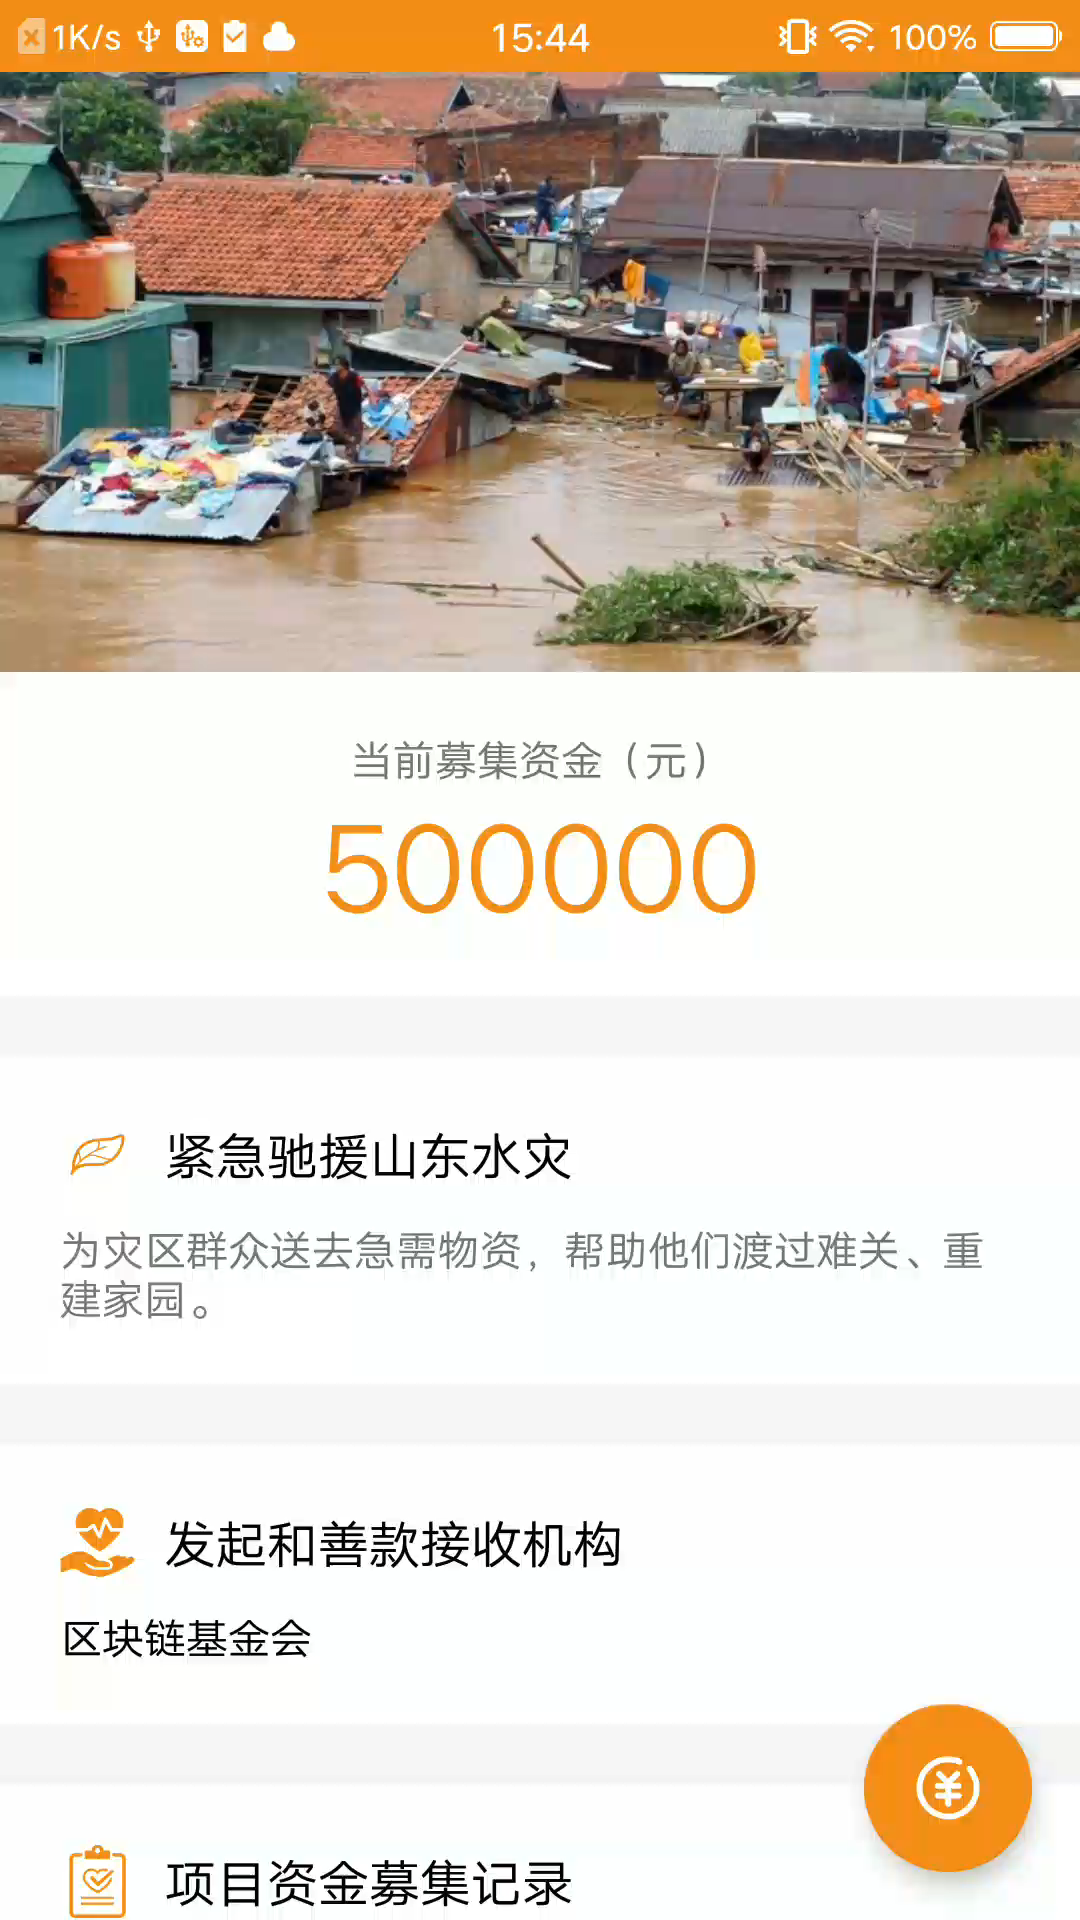 1K/s 15:44 100%
当前募集资金（元）
500000
紧急驰援山东水灾
为灾区群众送去急需物资，帮助他们渡过难关、重
建家园。
发起和善款接收机构
区块链基金会
¥
项目资金募集记录